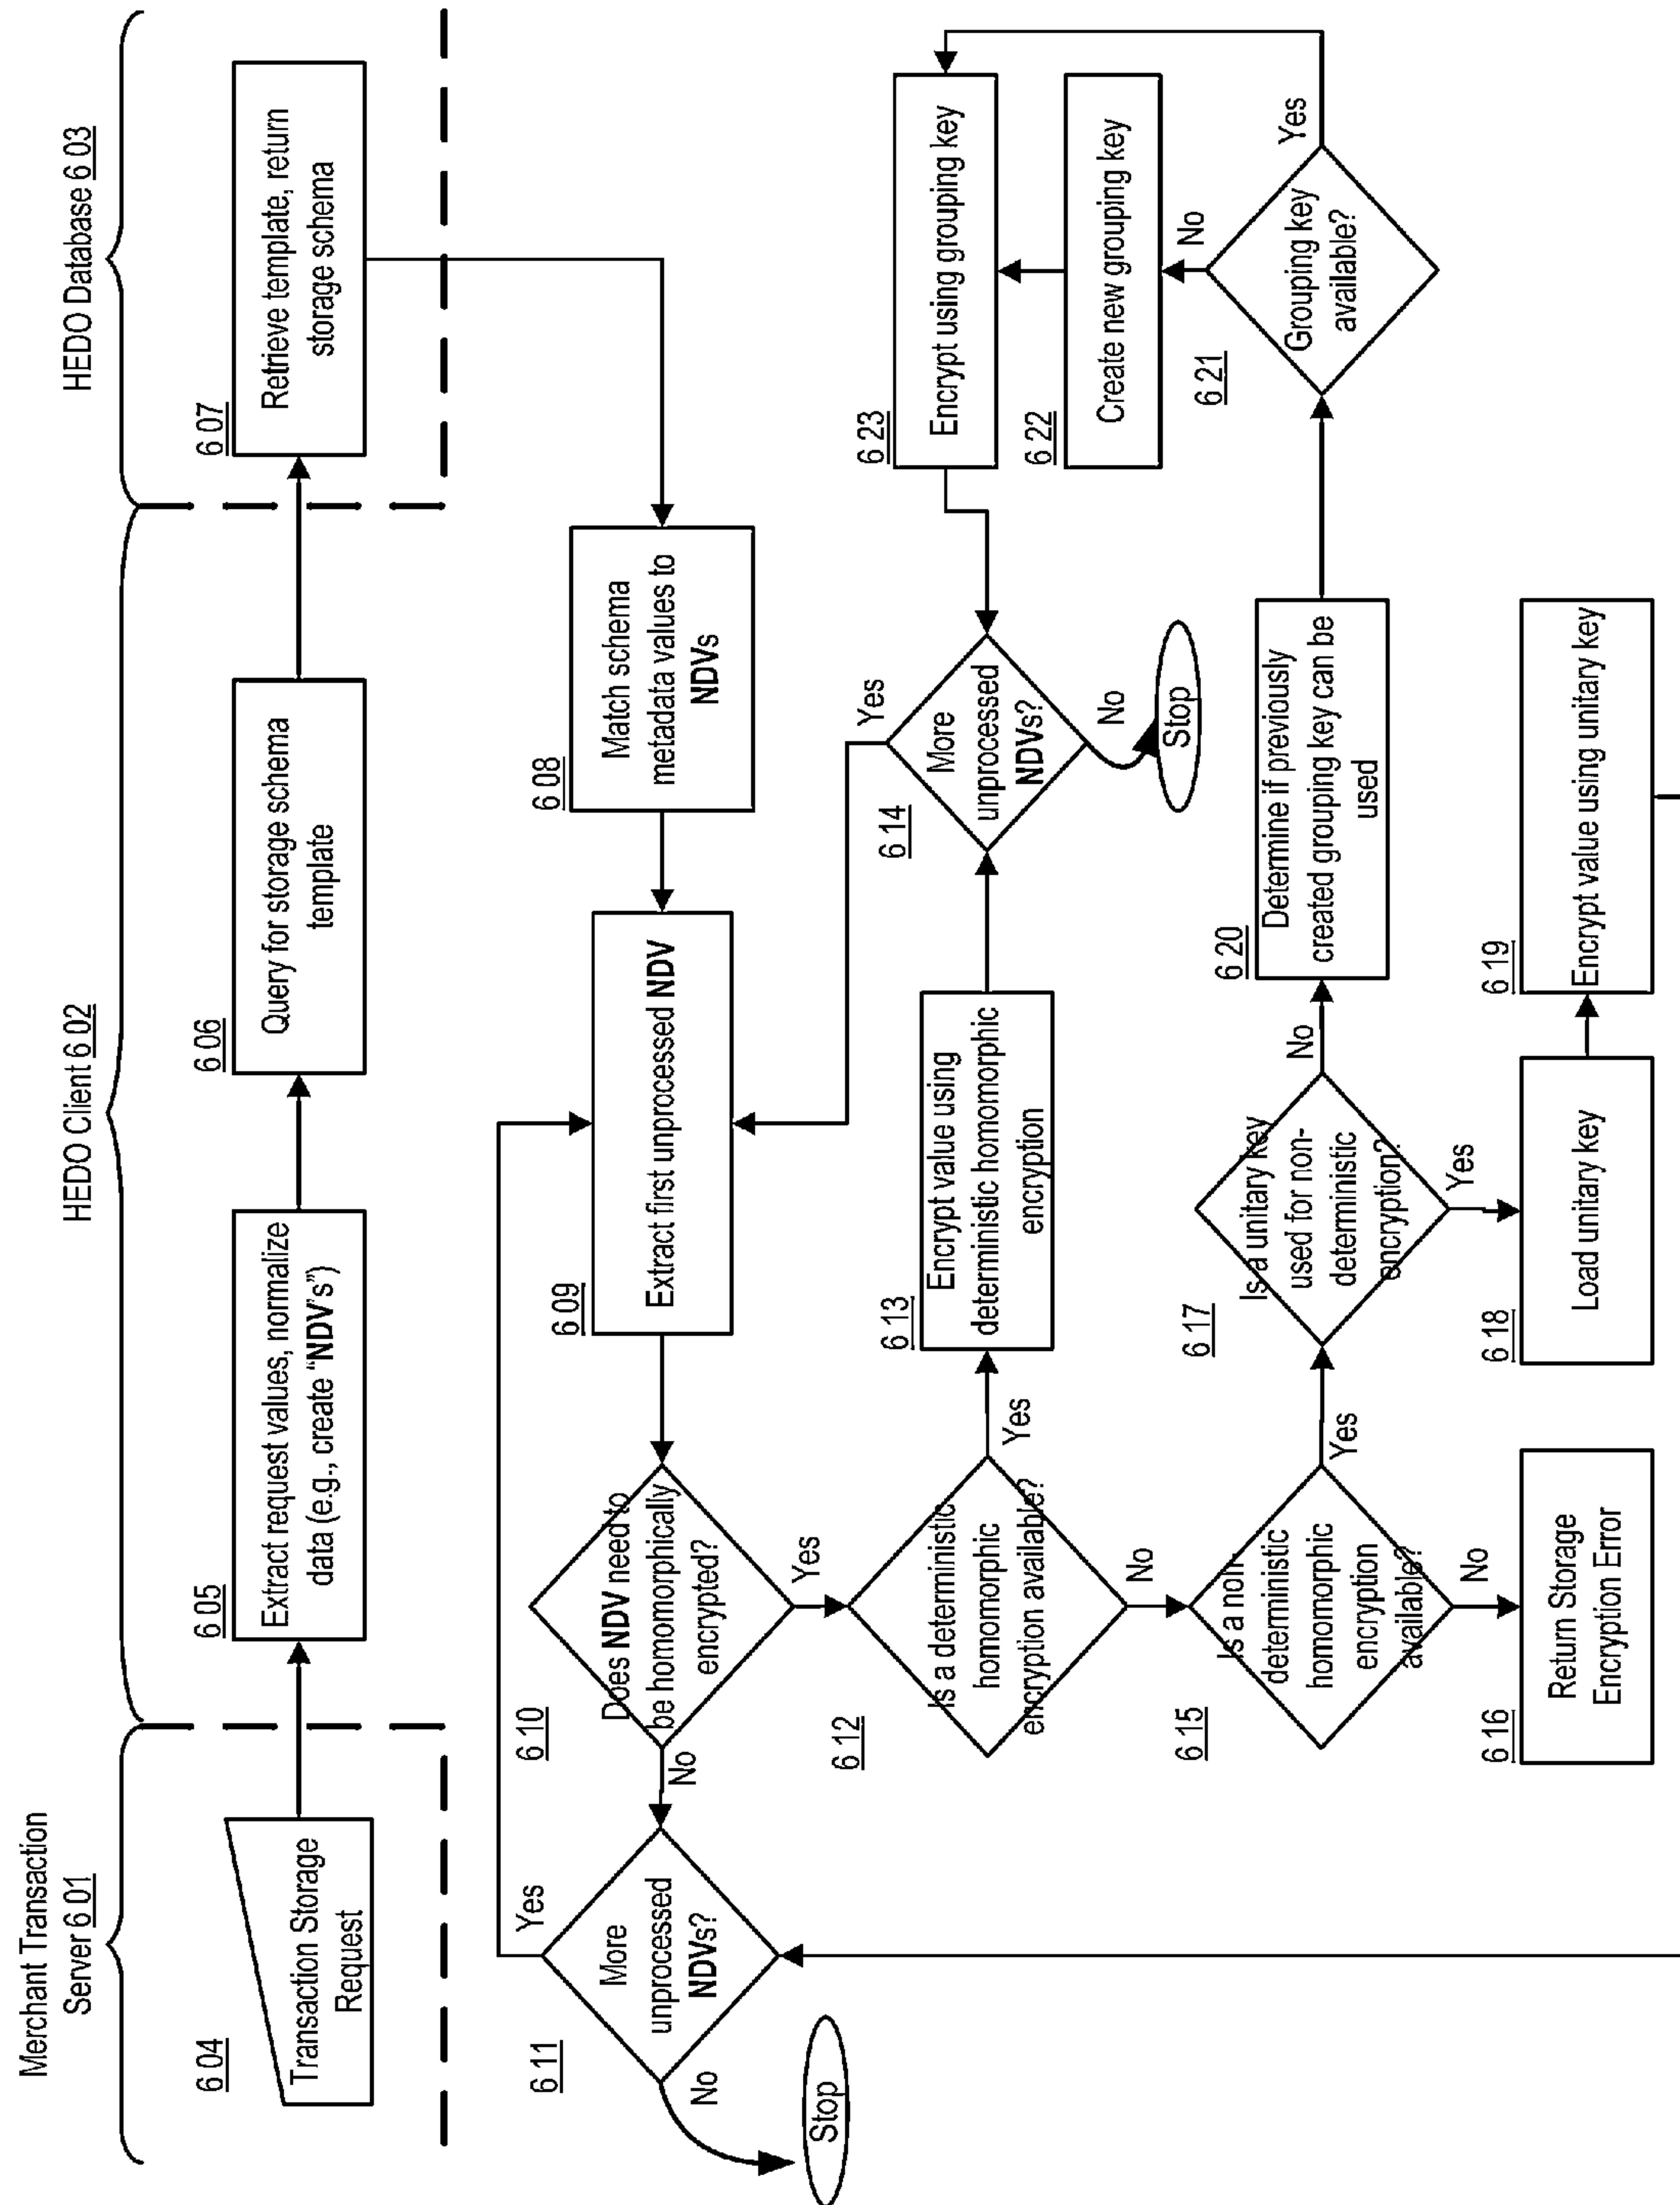 Merchant Transaction
Server 6 01
HEDO Client 6 02
HEDO Database 6 03
6 04
Transaction Storage
Request
6 05
Extract request values, normalize
data (e.g., create “NDV’s”)
6 06
Query for storage schema
template
6 07
Retrieve template, return
storage schema
6 08
Match schema
metadata values to
NDVs
6 09
Extract first unprocessed NDV
6 10
Does NDV need to
be homomorphically
encrypted?
No
Yes
6 11
More
unprocessed
NDVs?
Yes
No
Stop
6 12
Is a deterministic
homomorphic
encryption available?
Yes
No
6 13
Encrypt value using
deterministic homomorphic
encryption
6 14
More
unprocessed
NDVs?
Yes
No
Stop
6 15
Is a non-
deterministic
homomorphic
encryption
available?
Yes
No
6 16
Return Storage
Encryption Error
6 17
Is a unitary key
used for non-
deterministic
encryption?
No
Yes
6 18
Load unitary key
6 19
Encrypt value using unitary key
6 20
Determine if previously
created grouping key can be
used
6 21
Grouping key
available?
No
Yes
6 22
Create new grouping key
6 23
Encrypt using grouping key